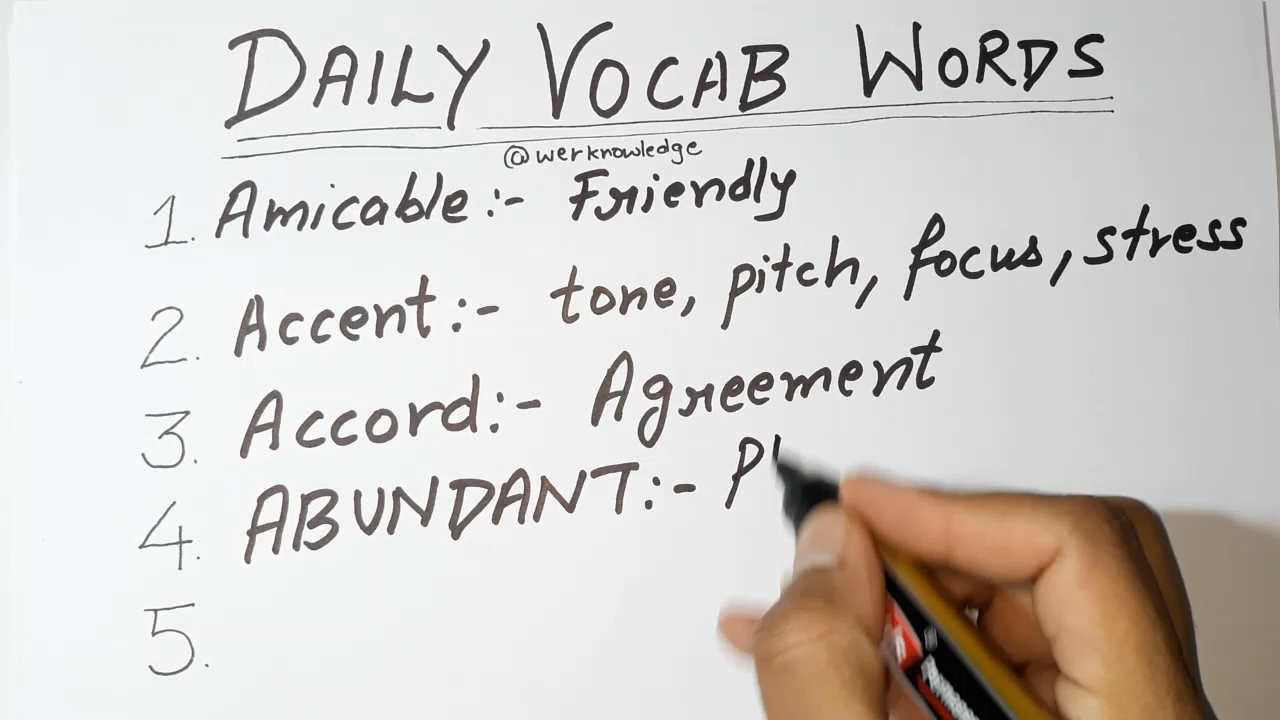 DAILY VOCAB WORDS
@werknowledge
1. Amicable:- Friendly
2. Accent:- tone, pitch, focus, stress
3. Accord:- Agreement
4. ABUNDANT:- Pl
5.